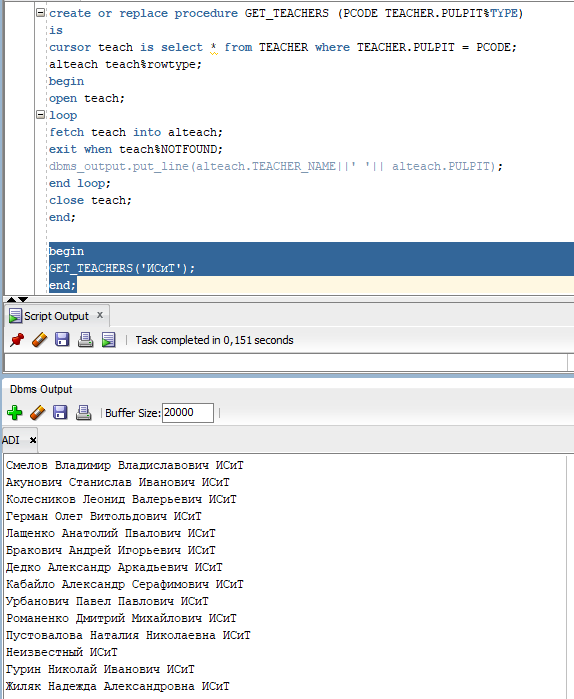 create or replace procedure GET_TEACHERS (PCODE TEACHER.PULPIT%TYPE)
is
cursor teach is select * from TEACHER where TEACHER.PULPIT = PCODE;
alteach teach%rowtype;
begin
open teach;
loop
fetch teach into alteach;
exit when teach%NOTFOUND;
dbms_output.put_line(alteach.TEACHER_NAME||' '|| alteach.PULPIT);
end loop;
close teach;
end;
begin
GET_TEACHERS('ИСиТ');
end;
Script Output x
Task completed in 0,151 seconds
Dbms Output
Buffer Size: 20000
ADI x
Смелов Владимир Владиславович ИСиТ
Акунович Станислав Иванович ИСиТ
Колесников Леонид Валерьевич ИСиТ
Герман Олег Витольдович ИСиТ
Лащенко Анатолий Пвалович ИСиТ
Бракович Андрей Игорьевич ИСиТ
Дедко Александр Аркадьевич ИСиТ
Кабайло Александр Серафимович ИСиТ
Урбанович Павел Павлович ИСиТ
Романенко Дмитрий Михайлович ИСиТ
Пустовалова Наталия Николаевна ИСиТ
Неизвестный ИСиТ
Гурин Николай Иванович ИСиТ
Жиляк Надежда Александровна ИСиТ